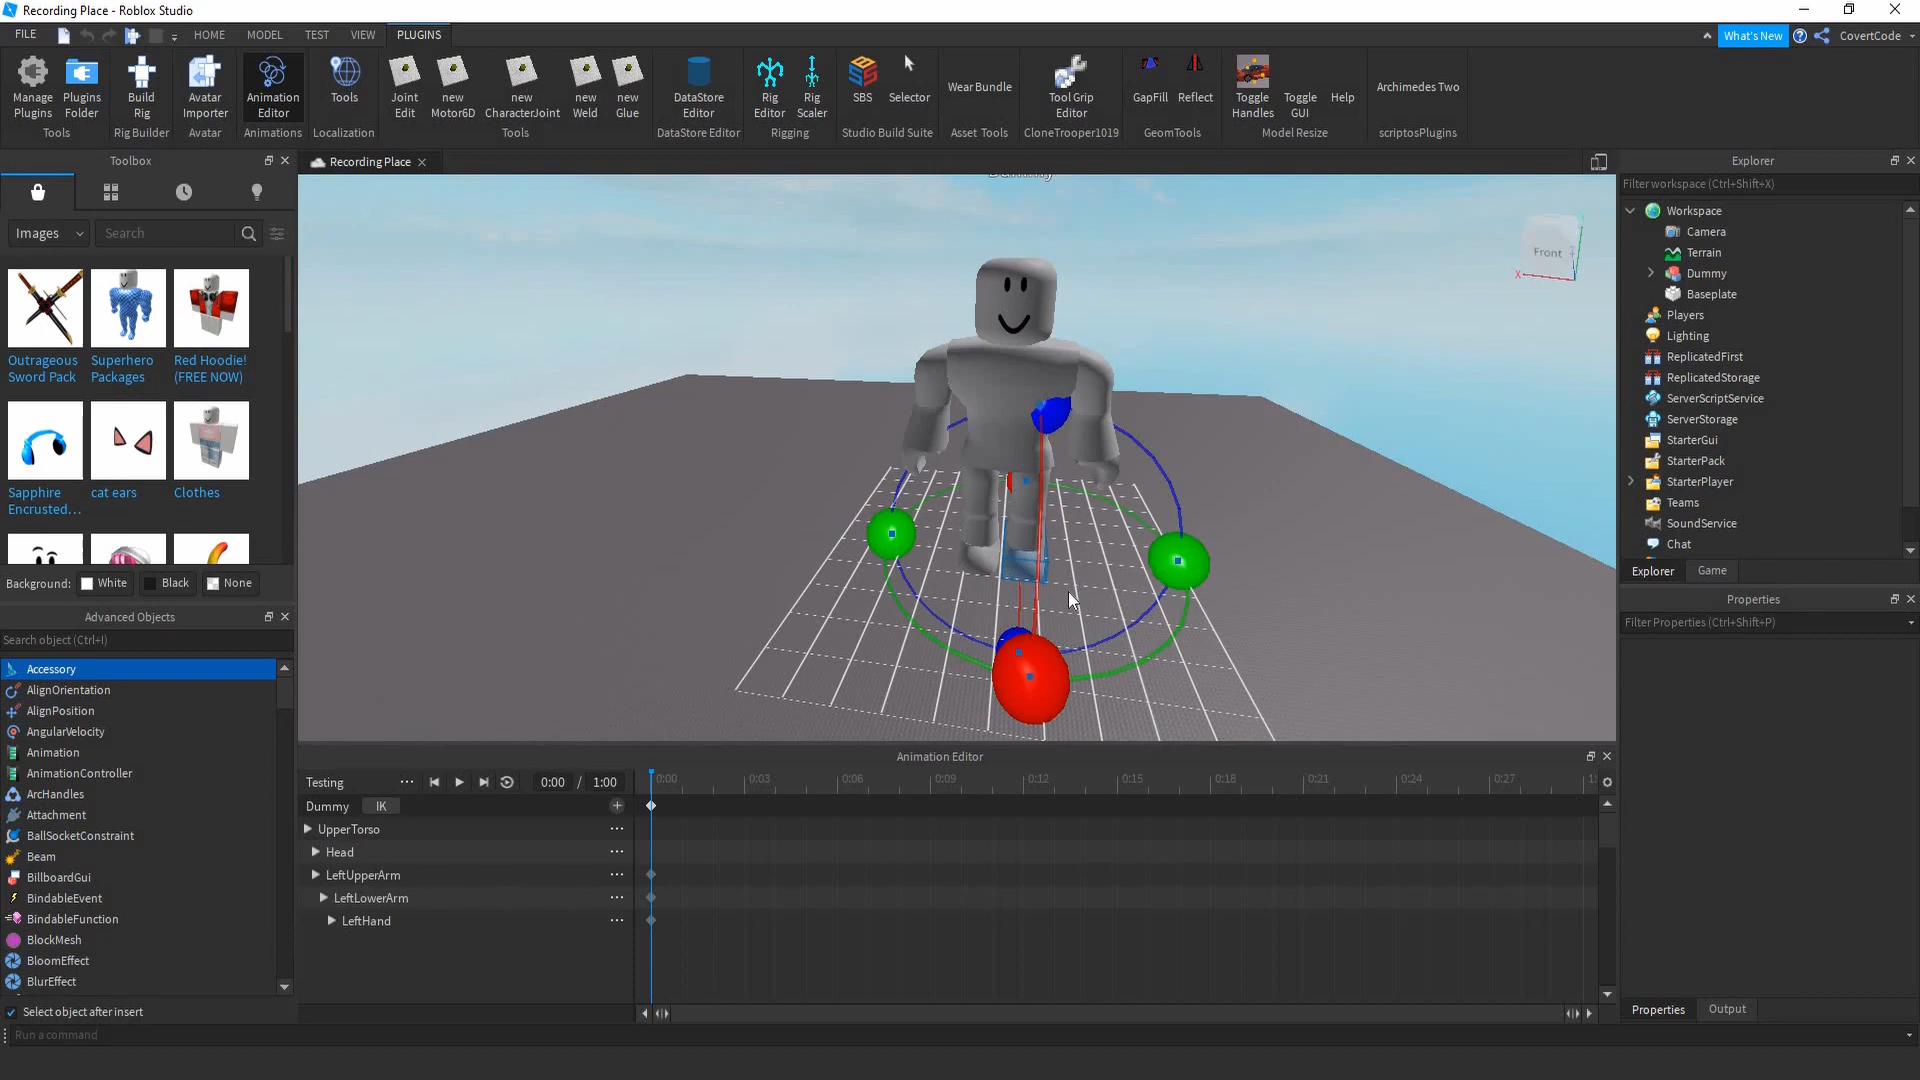 Recording Place - Roblox Studio
FILE
HOME
MODEL
TEST
VIEW
PLUGINS
What's New
CovertCode
Manage Plugins
Plugins Folder
Tools
Build Rig
Rig Builder
Avatar Importer
Avatar
Animation Editor
Animations
Tools
Localization
Joint Edit
new Motor6D
new CharacterJoint
new Weld
new Glue
Tools
DataStore Editor
DataStore Editor
Rig Editor
Rig Scaler
Rigging
SBS
Selector
Studio Build Suite
Wear Bundle
Asset Tools
Tool Grip Editor
CloneTrooper1019
GapFill
Reflect
GeomTools
Toggle Handles
Toggle GUI
Help
Model Resize
Archimedes Two
scriptosPlugins
Toolbox
Images
Search
Outrageous Sword Pack
Superhero Packages
Red Hoodie! (FREE NOW)
Sapphire Encrusted...
cat ears
Clothes
Background:
White
Black
None
Advanced Objects
Search object (Ctrl+I)
Accessory
AlignOrientation
AlignPosition
AngularVelocity
Animation
AnimationController
ArcHandles
Attachment
BallSocketConstraint
Beam
BillboardGui
BindableEvent
BindableFunction
BlockMesh
BloomEffect
BlurEffect
Select object after insert
Run a command
Recording Place
Front
X
Animation Editor
Testing
0:00 / 1:00
0:00
0:03
0:06
0:09
0:12
0:15
0:18
0:21
0:24
0:27
Dummy
IK
UpperTorso
Head
LeftUpperArm
LeftLowerArm
LeftHand
Explorer
Filter workspace (Ctrl+Shift+X)
Workspace
Camera
Terrain
Dummy
Baseplate
Players
Lighting
ReplicatedFirst
ReplicatedStorage
ServerScriptService
ServerStorage
StarterGui
StarterPack
StarterPlayer
Teams
SoundService
Chat
Explorer
Game
Properties
Filter Properties (Ctrl+Shift+P)
Properties
Output